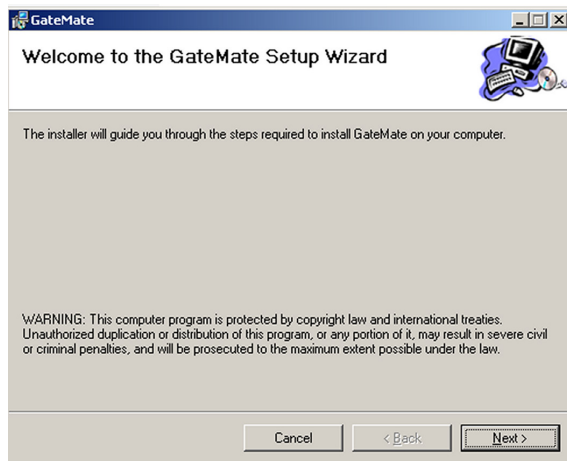 GateMate
Welcome to the GateMate Setup Wizard
The installer will guide you through the steps required to install GateMate on your computer.
WARNING: This computer program is protected by copyright law and international treaties.
Unauthorized duplication or distribution of this program, or any portion of it, may result in severe civil
or criminal penalties, and will be prosecuted to the maximum extent possible under the law.
Cancel
< Back
Next >